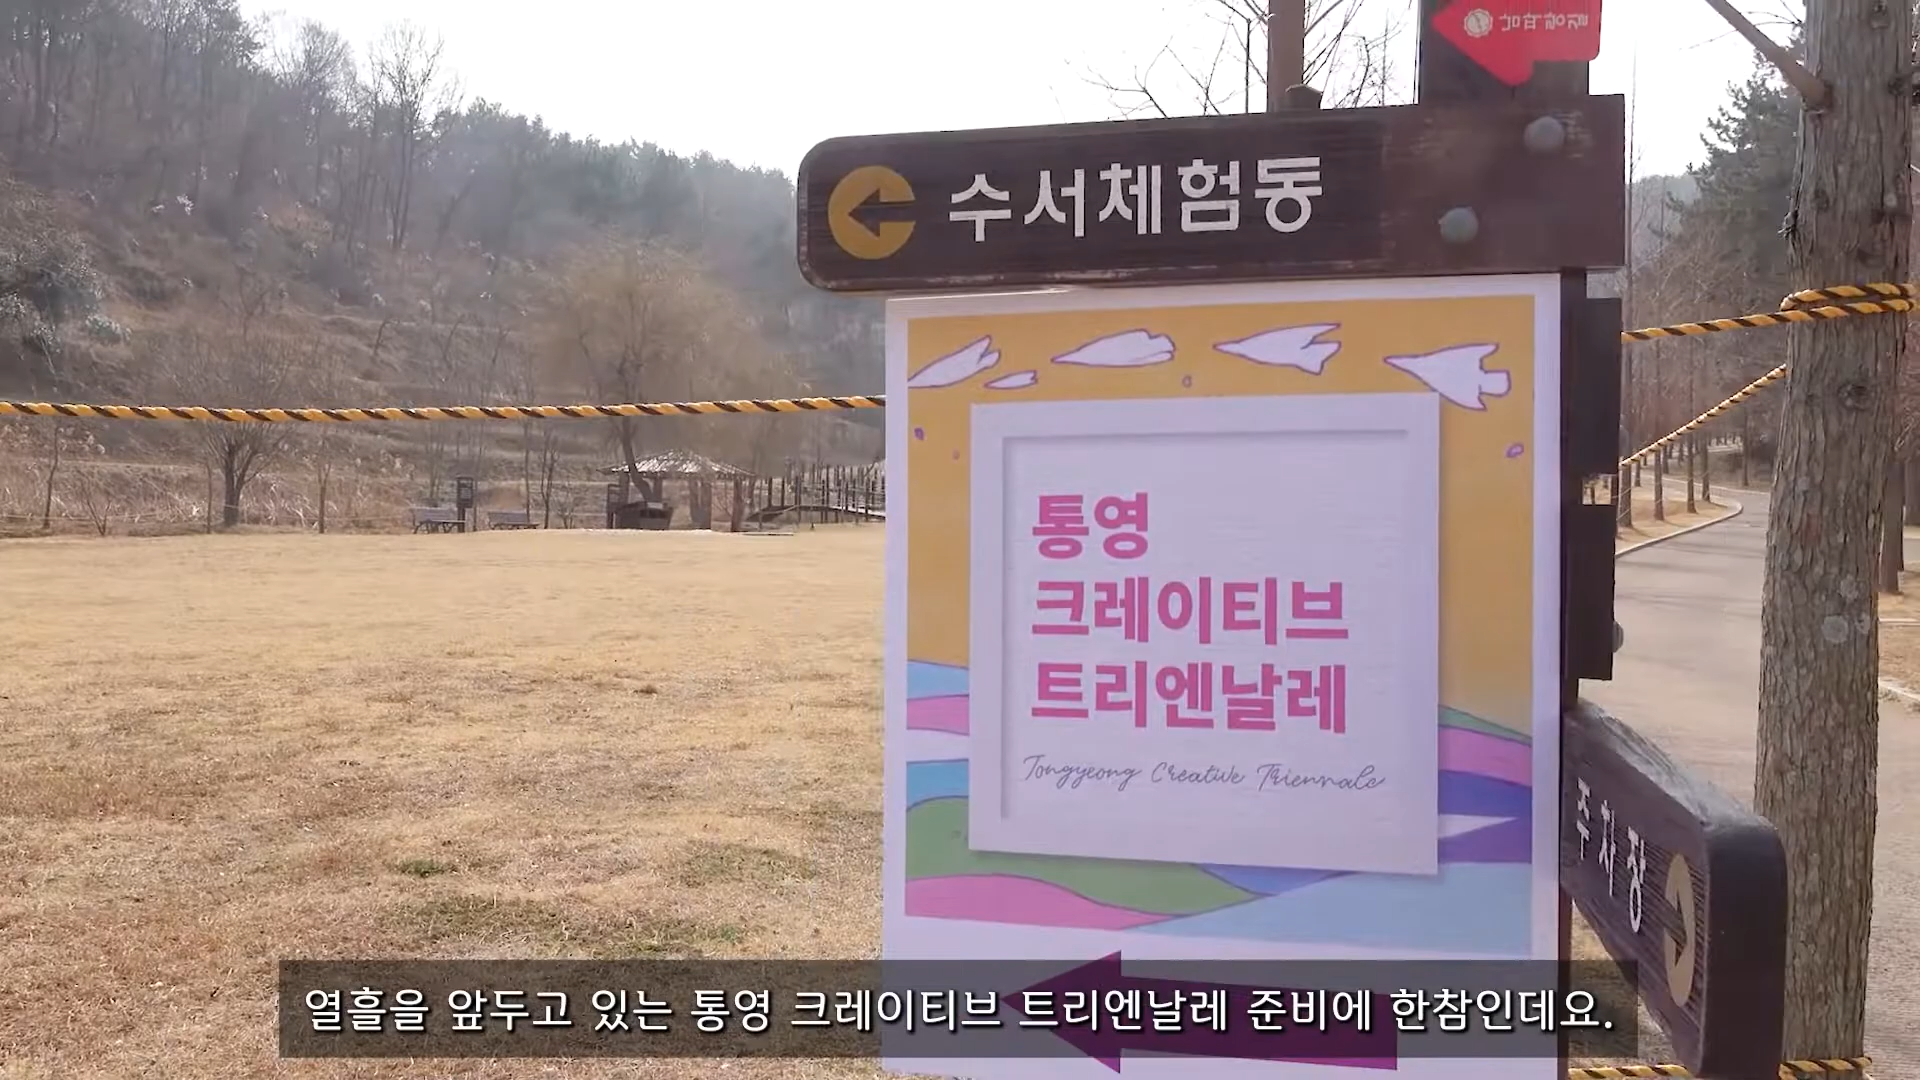 수서체험동
통영
크레이티브
트리엔날레
Tongyeong Creative Triennale
주차장
열흘을 앞두고 있는 통영 크레이티브 트리엔날레 준비에 한참인데요.